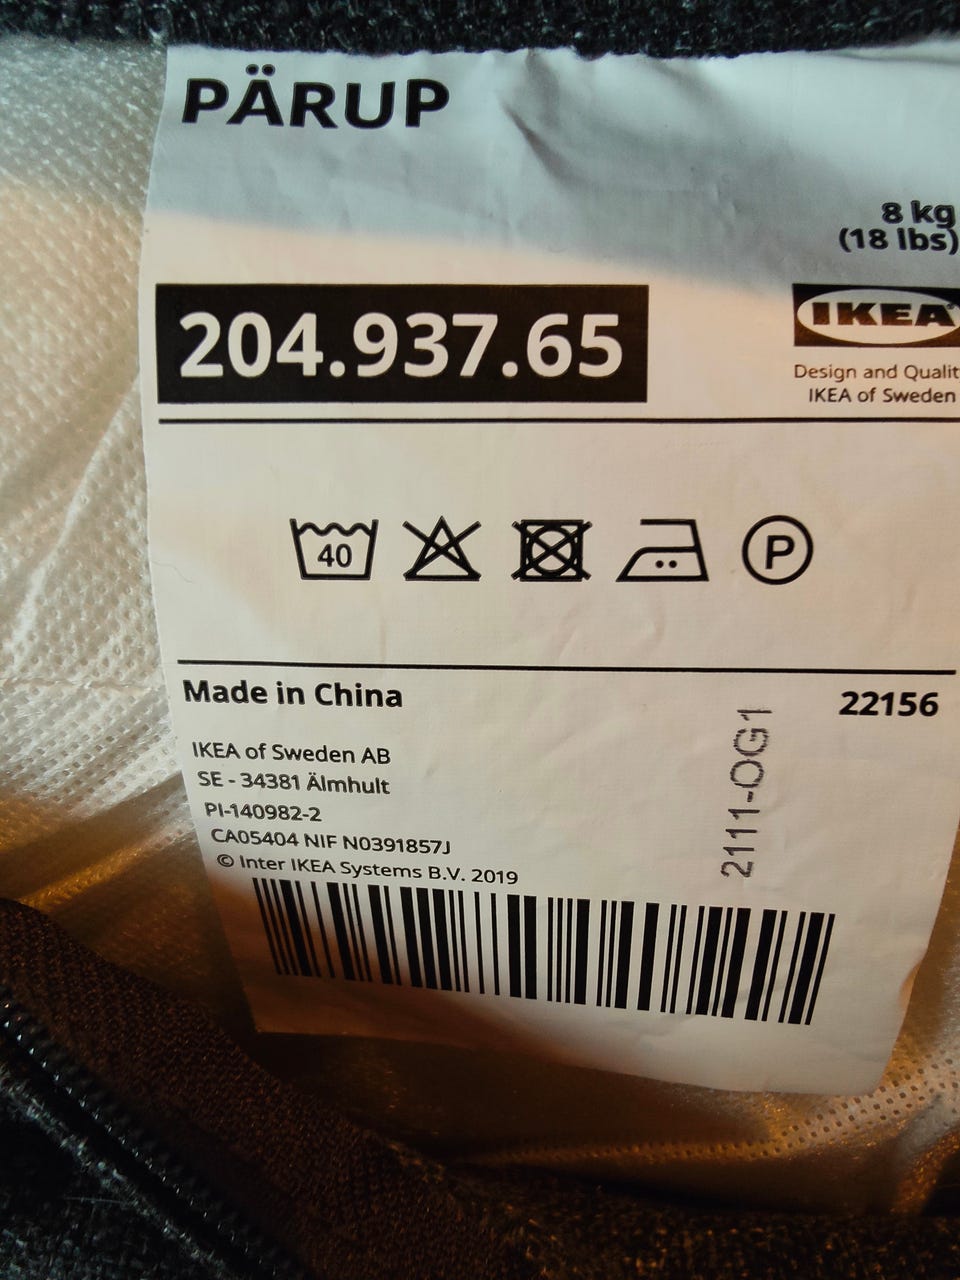 PÄRUP
8 kg
(18 lbs)
204.937.65
IKEA
Design and Qualit
IKEA of Sweden
40
P
Made in China
22156
IKEA of Sweden AB
SE - 34381 Älmhult
PI-140982-2
CA05404 NIF N0391857J
© Inter IKEA Systems B.V. 2019
2111-OG1